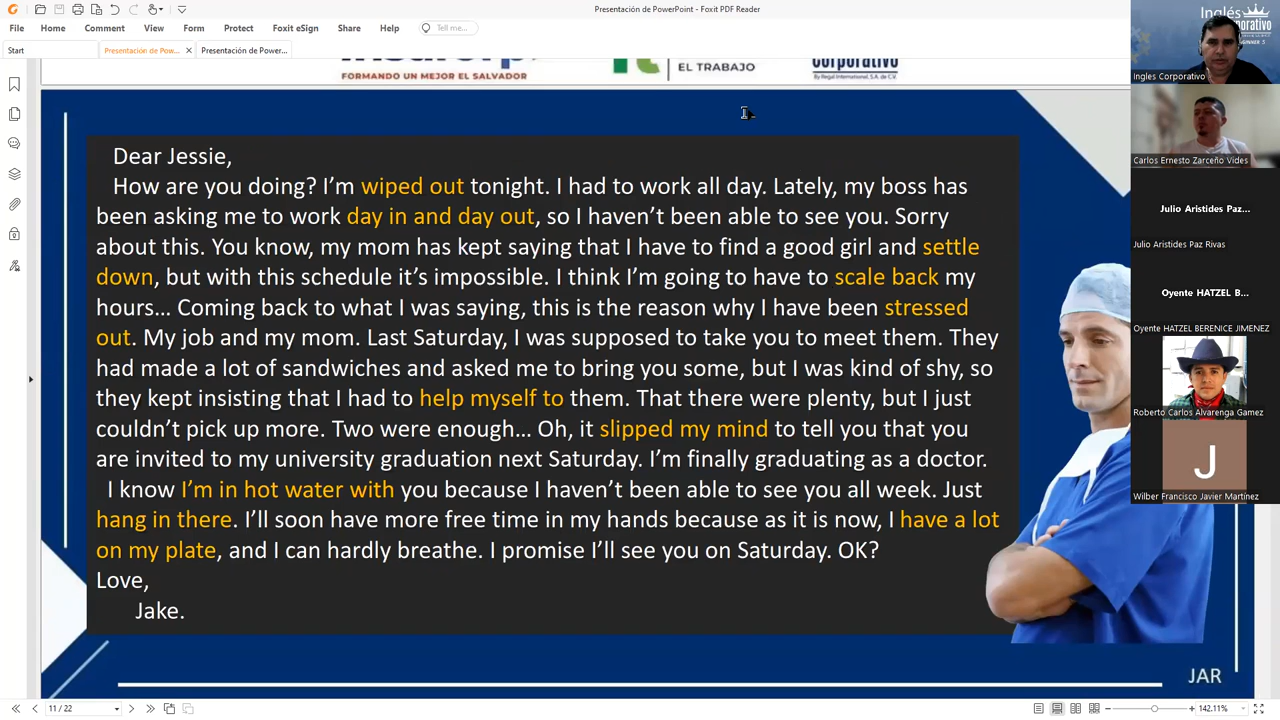 Presentación de PowerPoint - Foxit PDF Reader
File Home Comment View Form Protect Foxit eSign Share Help Tell me...
Start Presentación de Pow... Presentación de Power...
FORMANDO UN MEJOR EL SALVADOR
EL TRABAJO
corporativo
By Regal International, S.A. de C.V.
Dear Jessie,
How are you doing? I’m wiped out tonight. I had to work all day. Lately, my boss has
been asking me to work day in and day out, so I haven’t been able to see you. Sorry
about this. You know, my mom has kept saying that I have to find a good girl and settle
down, but with this schedule it’s impossible. I think I’m going to have to scale back my
hours... Coming back to what I was saying, this is the reason why I have been stressed
out. My job and my mom. Last Saturday, I was supposed to take you to meet them. They
had made a lot of sandwiches and asked me to bring you some, but I was kind of shy, so
they kept insisting that I had to help myself to them. That there were plenty, but I just
couldn’t pick up more. Two were enough... Oh, it slipped my mind to tell you that you
are invited to my university graduation next Saturday. I’m finally graduating as a doctor.
I know I’m in hot water with you because I haven’t been able to see you all week. Just
hang in there. I’ll soon have more free time in my hands because as it is now, I have a lot
on my plate, and I can hardly breathe. I promise I’ll see you on Saturday. OK?
Love,
Jake.
JAR
11 / 22
142.11%
Inglés
Ingles Corporativo
Carlos Ernesto Zarceño Vides
Julio Aristides Paz...
Julio Aristides Paz Rivas
Oyente HATZEL B...
Oyente HATZEL BERENICE JIMENEZ
Roberto Carlos Alvarenga Gamez
J
Wilber Francisco Javier Martínez